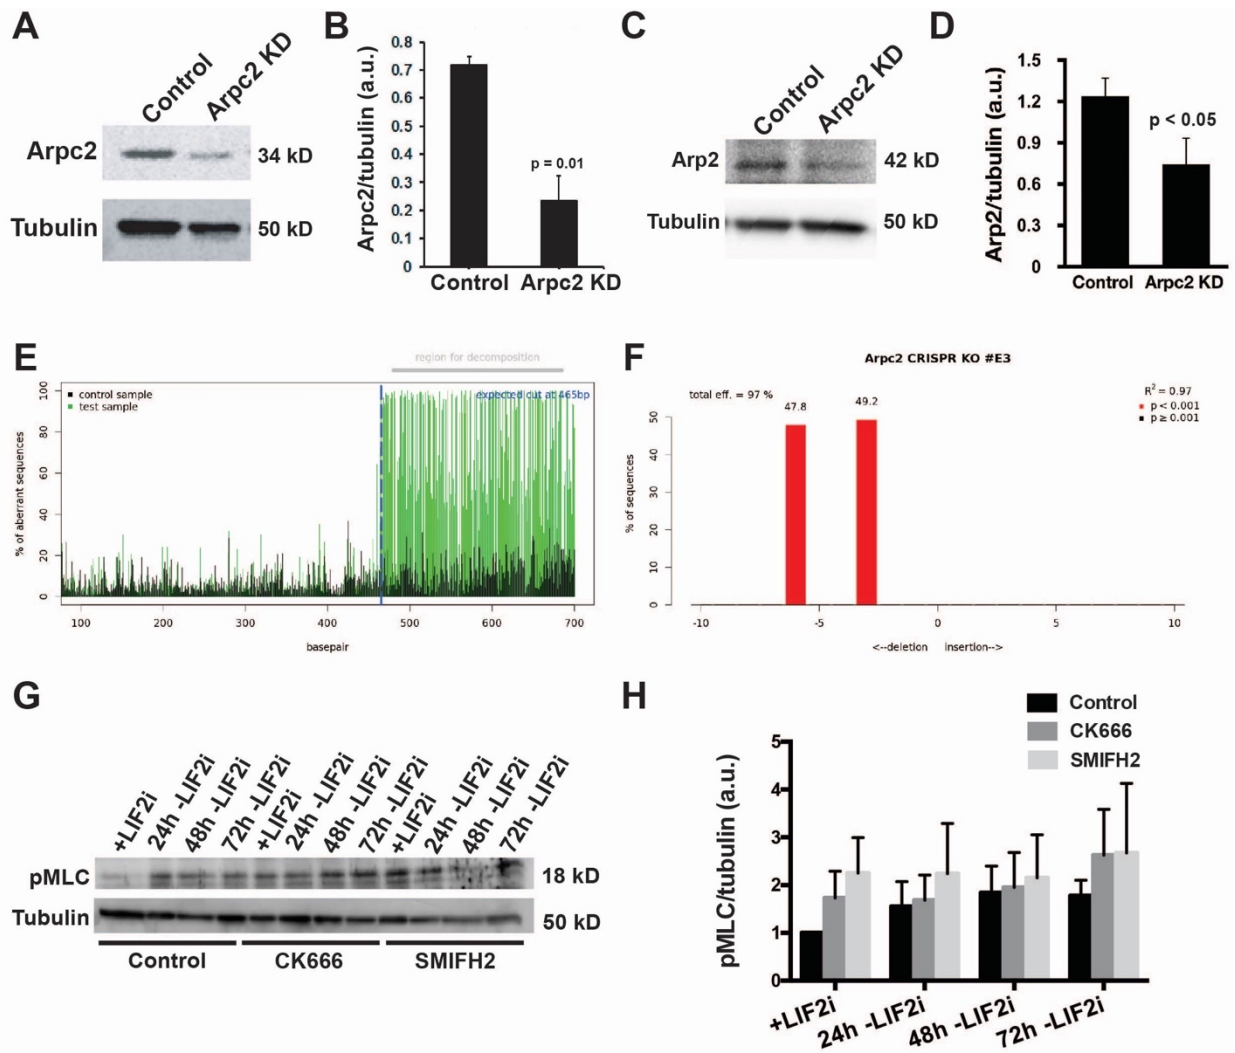 A
Control
Arpc2 KD
Arpc2
34 kD
Tubulin
50 kD
B
Arpc2/tubulin (a.u.)
0.8
0.7
0.6
0.5
0.4
0.3
0.2
0.1
0
p = 0.01
Control Arpc2 KD
C
Control
Arpc2 KD
Arp2
42 kD
Tubulin
50 kD
D
Arp2/tubulin (a.u.)
1.5
1.2
0.9
0.6
0.3
0
p < 0.05
Control Arpc2 KD
E
region for decomposition
control sample
test sample
expected cut at 465bp
% of aberrant sequences
100
80
60
40
20
0
100 200 300 400 500 600 700
basepair
F
Arpc2 CRISPR KO #E3
total eff. = 97 %
R² = 0.97
p < 0.001
p ≥ 0.001
47.8
49.2
% of sequences
50
40
30
20
10
0
-10 -5 0 5 10
<--deletion insertion-->
G
+LIF2i
24h -LIF2i
48h -LIF2i
72h -LIF2i
+LIF2i
24h -LIF2i
48h -LIF2i
72h -LIF2i
+LIF2i
24h -LIF2i
48h -LIF2i
72h -LIF2i
pMLC
18 kD
Tubulin
50 kD
Control CK666 SMIFH2
H
Control
CK666
SMIFH2
pMLC/tubulin (a.u.)
5
4
3
2
1
0
+LIF2i
24h -LIF2i
48h -LIF2i
72h -LIF2i